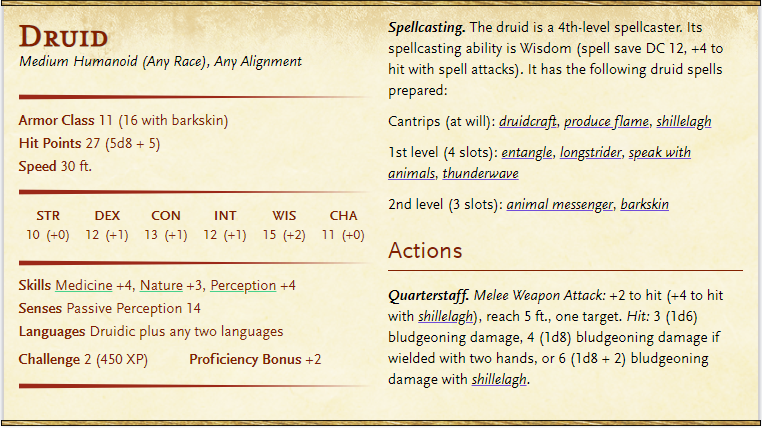 DRUID
Medium Humanoid (Any Race), Any Alignment
Armor Class 11 (16 with barkskin)
Hit Points 27 (5d8 + 5)
Speed 30 ft.
STR DEX CON INT WIS CHA
10 (+0) 12 (+1) 13 (+1) 12 (+1) 15 (+2) 11 (+0)
Skills Medicine +4, Nature +3, Perception +4
Senses Passive Perception 14
Languages Druidic plus any two languages
Challenge 2 (450 XP) Proficiency Bonus +2
Spellcasting. The druid is a 4th-level spellcaster. Its
spellcasting ability is Wisdom (spell save DC 12, +4 to
hit with spell attacks). It has the following druid spells
prepared:
Cantrips (at will): druidcraft, produce flame, shillelagh
1st level (4 slots): entangle, longstrider, speak with
animals, thunderwave
2nd level (3 slots): animal messenger, barkskin
Actions
Quarterstaff. Melee Weapon Attack: +2 to hit (+4 to hit
with shillelagh), reach 5 ft., one target. Hit: 3 (1d6)
bludgeoning damage, 4 (1d8) bludgeoning damage if
wielded with two hands, or 6 (1d8 + 2) bludgeoning
damage with shillelagh.